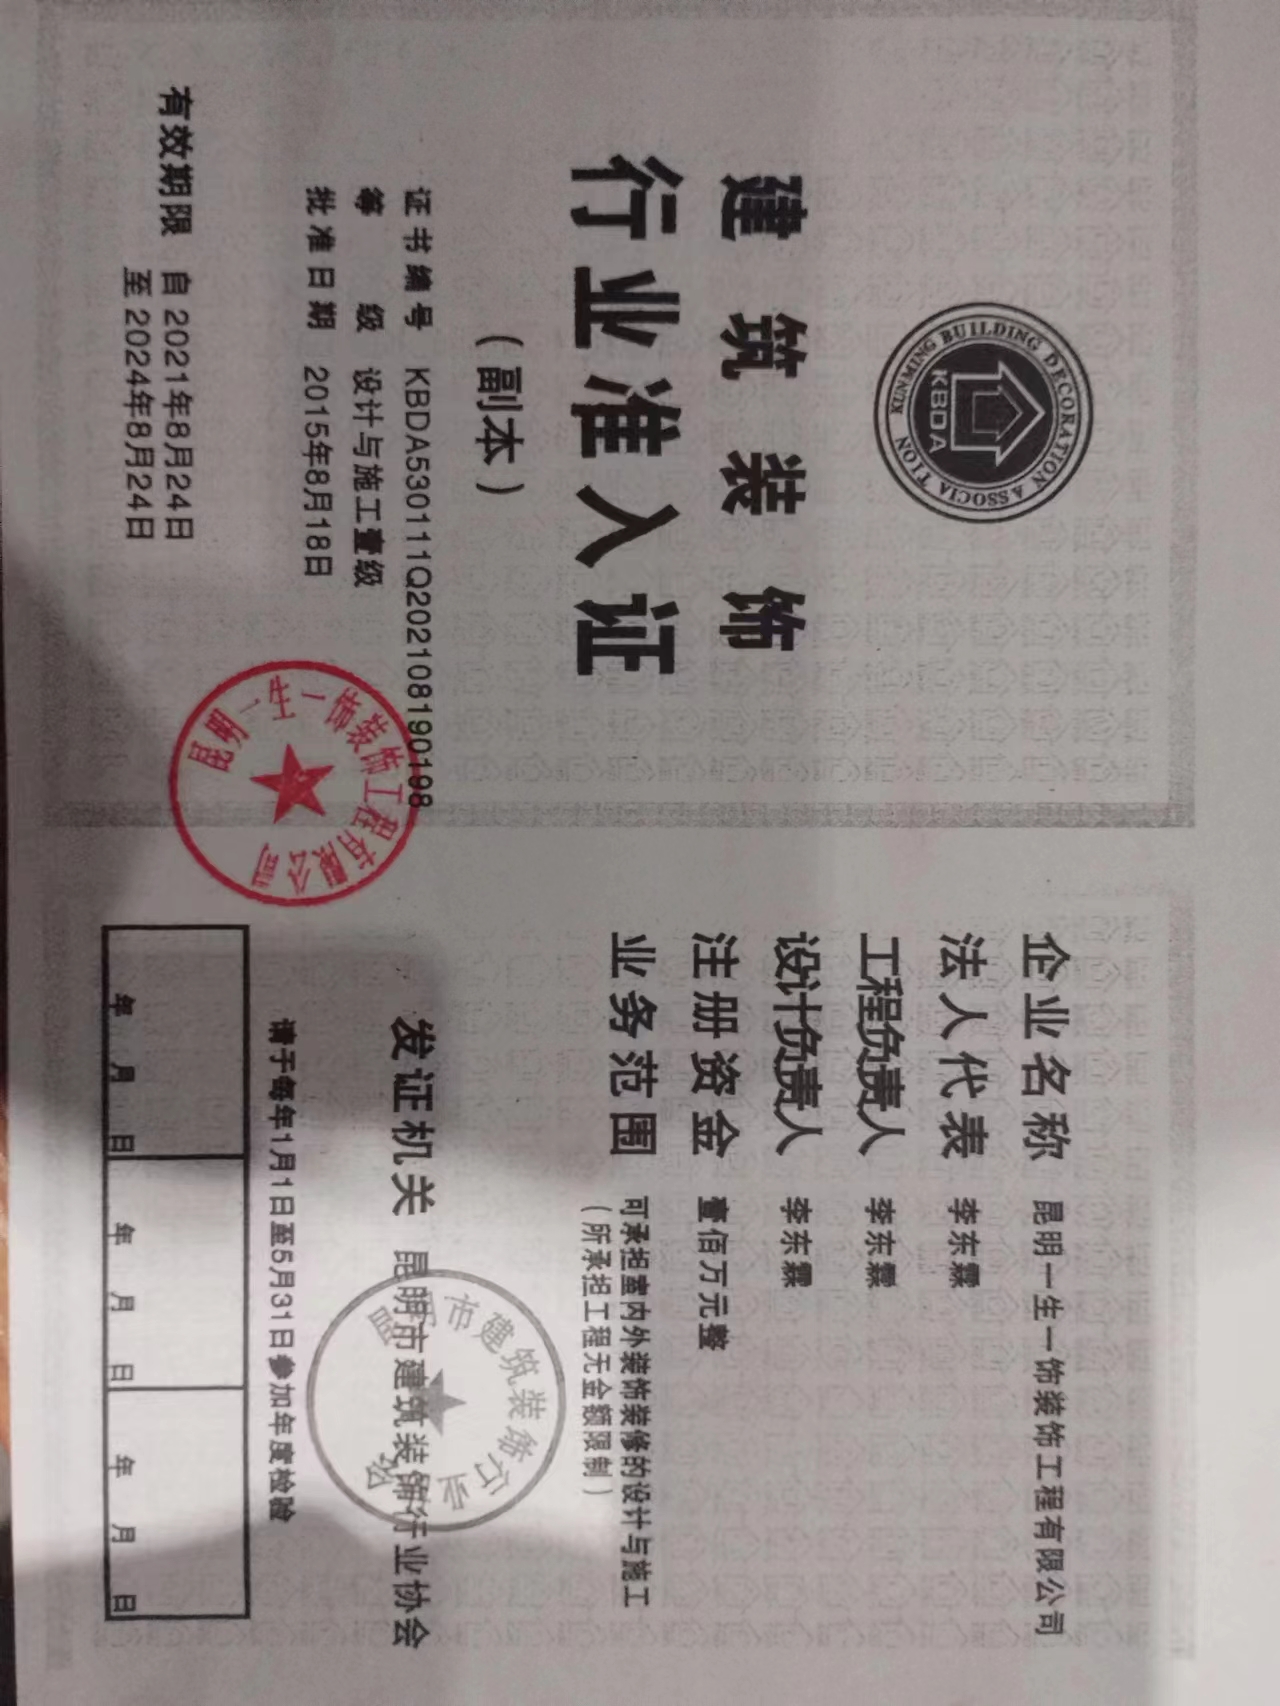 KUNMING BUILDING DECORATION ASSOCIATION
KBDA
建筑装饰
行业准入证
（副本）
证书编号 KBDA530111Q202108190198
等级 设计与施工壹级
批准日期 2015年8月18日
有效期限 自 2021年8月24日
至 2024年8月24日
昆明一生一饰装饰工程有限公司
企业名称 昆明一生一饰装饰工程有限公司
法人代表 李东霖
工程负责人 李东霖
设计负责人 李东霖
注册资金 壹佰万元整
业务范围 可承担室内外装饰装修的设计与施工
（所承担工程无金额限制）
发证机关 昆明市建筑装饰行业协会
昆明市建筑装饰行业协
请于每年1月1日至5月31日参加年度检验
年 月 日 年 月 日 年 月 日